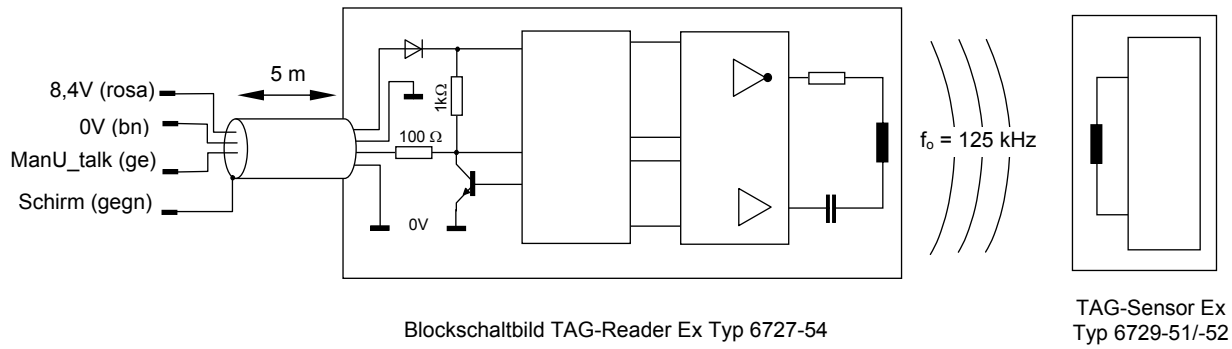 8,4V (rosa)
0V (bn)
ManU_talk (ge)
Schirm (gegn)
5 m
1kΩ
100 Ω
0V
fₒ = 125 kHz
Blockschaltbild TAG-Reader Ex Typ 6727-54
TAG-Sensor Ex
Typ 6729-51/-52